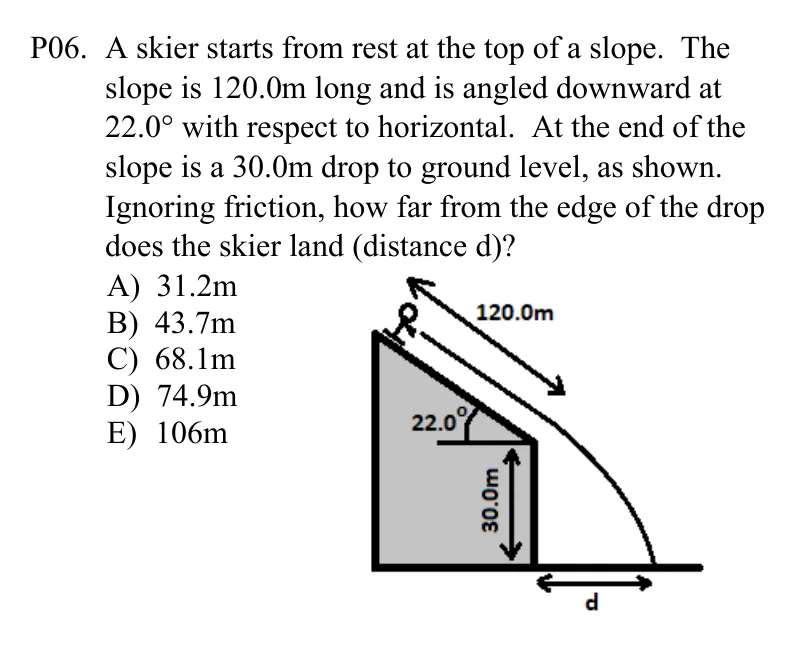 P06. A skier starts from rest at the top of a slope. The
slope is 120.0m long and is angled downward at
22.0° with respect to horizontal. At the end of the
slope is a 30.0m drop to ground level, as shown.
Ignoring friction, how far from the edge of the drop
does the skier land (distance d)?
A) 31.2m
B) 43.7m
C) 68.1m
D) 74.9m
E) 106m
120.0m
22.0°
30.0m
d